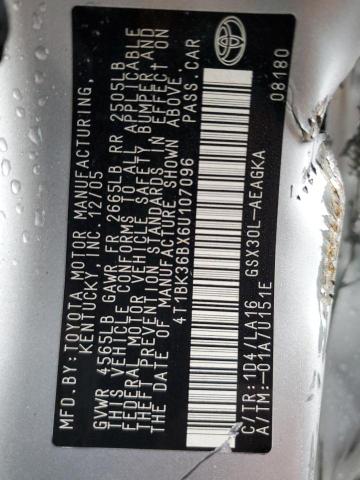 MFD.BY:TOYOTA MOTOR MANUFACTURING,
KENTUCKY, INC. 12/05
GVWR 4565LB GAWR FR 2665LB RR 2505LB
THIS VEHICLE CONFORMS TO ALL APPLICABLE
FEDERAL MOTOR VEHICLE SAFETY, BUMPER, AND
THEFT PREVENTION STANDARDS IN EFFECT ON
THE DATE OF MANUFACTURE SHOWN ABOVE.
4T1BK36BX6U107096 PASS.CAR
C/TR:1D4/LA16 GSX30L-AEAGKA
A/TM:-01A/U151E
08180